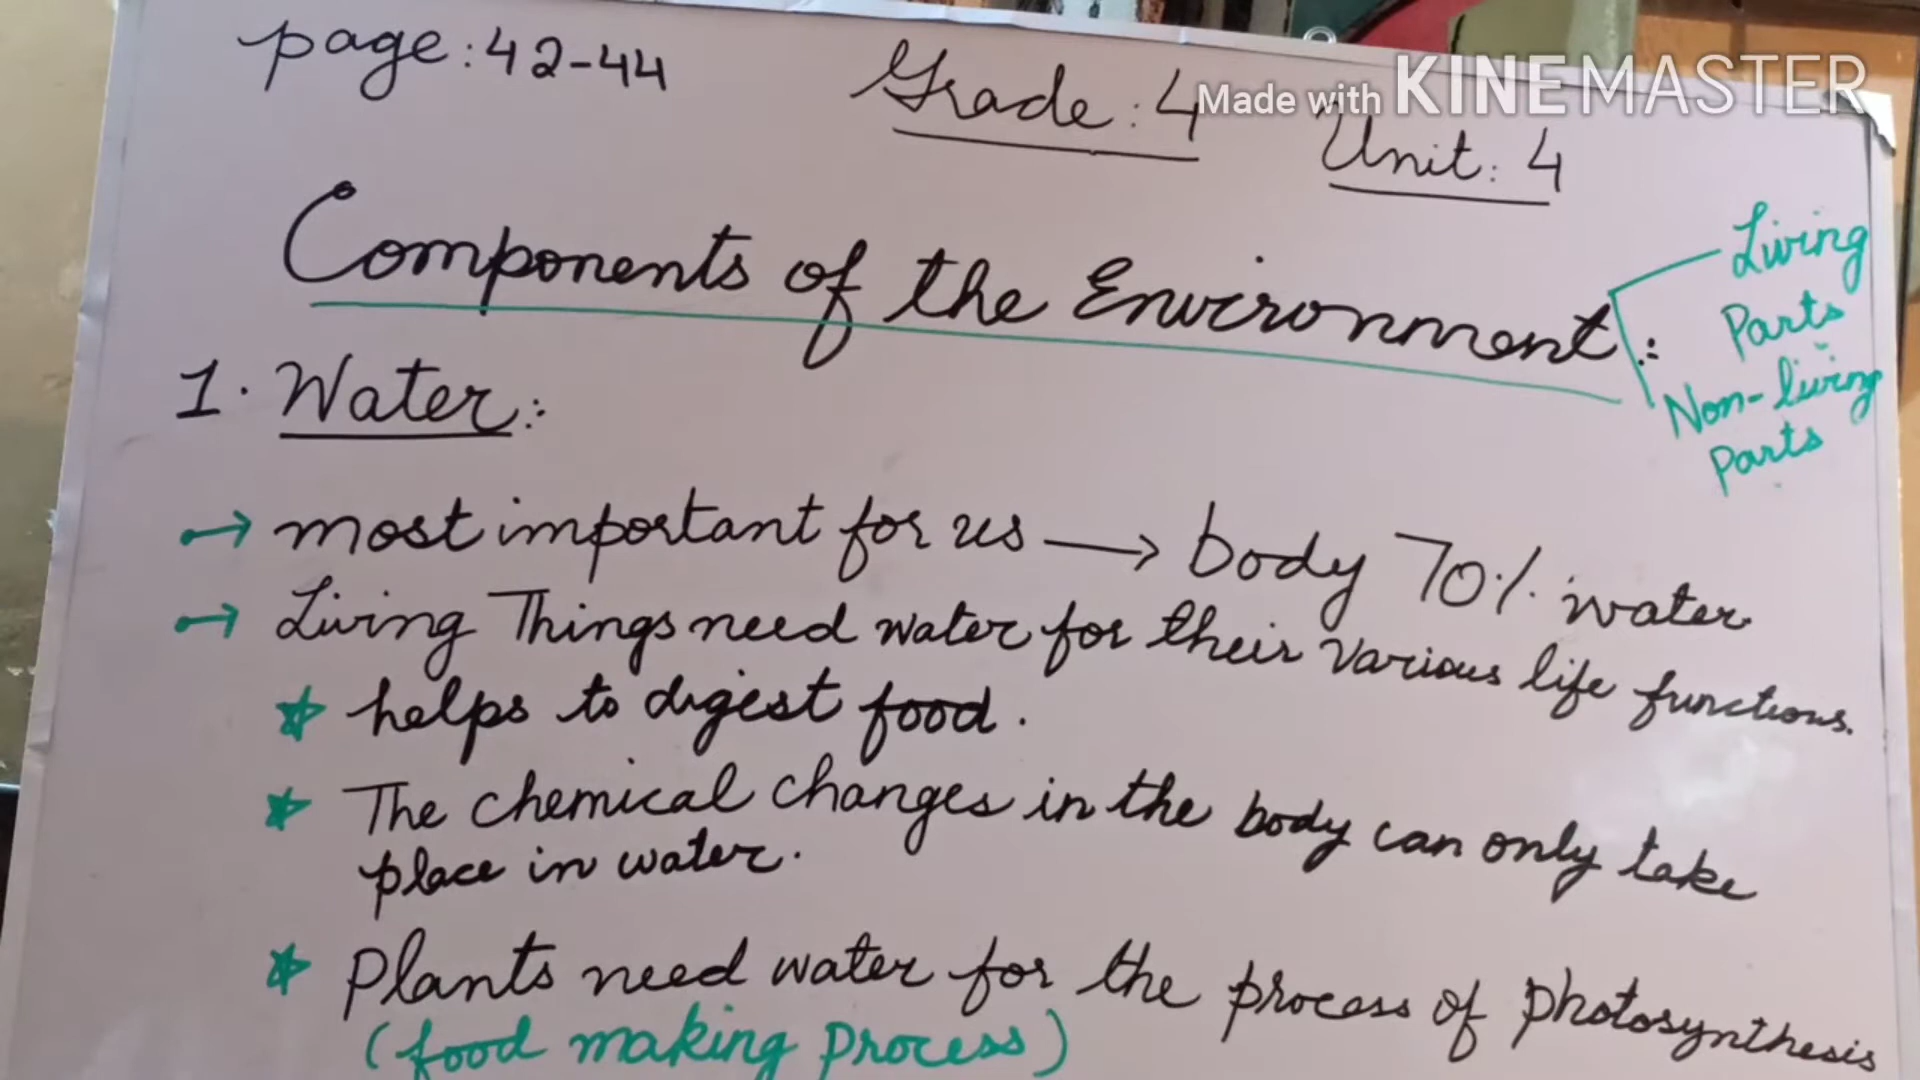 page: 42-44
Grade: 4
Made with KINEMASTER
Unit: 4
Components of the Environment:
Living
Parts
Non-living
parts
1. Water:
most important for us → body 70% water
Living Things need water for their various life functions.
helps to digest food.
The chemical changes in the body can only take
place in water.
plants need water for the process of photosynthesis
(food making process)